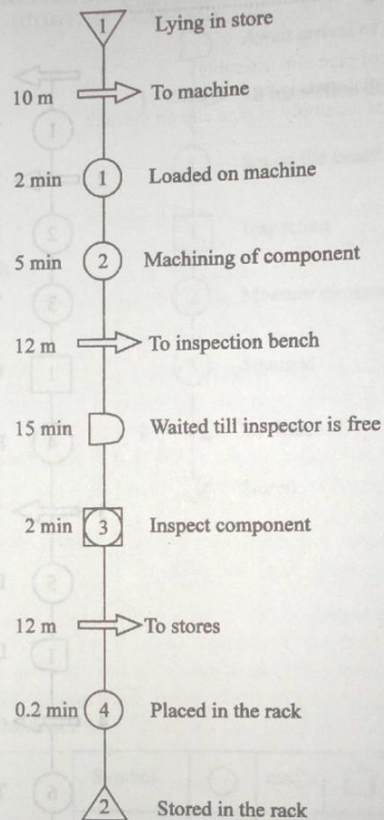 1 Lying in store
10 m To machine
2 min 1 Loaded on machine
5 min 2 Machining of component
12 m To inspection bench
15 min Waited till inspector is free
2 min 3 Inspect component
12 m To stores
0.2 min 4 Placed in the rack
2 Stored in the rack